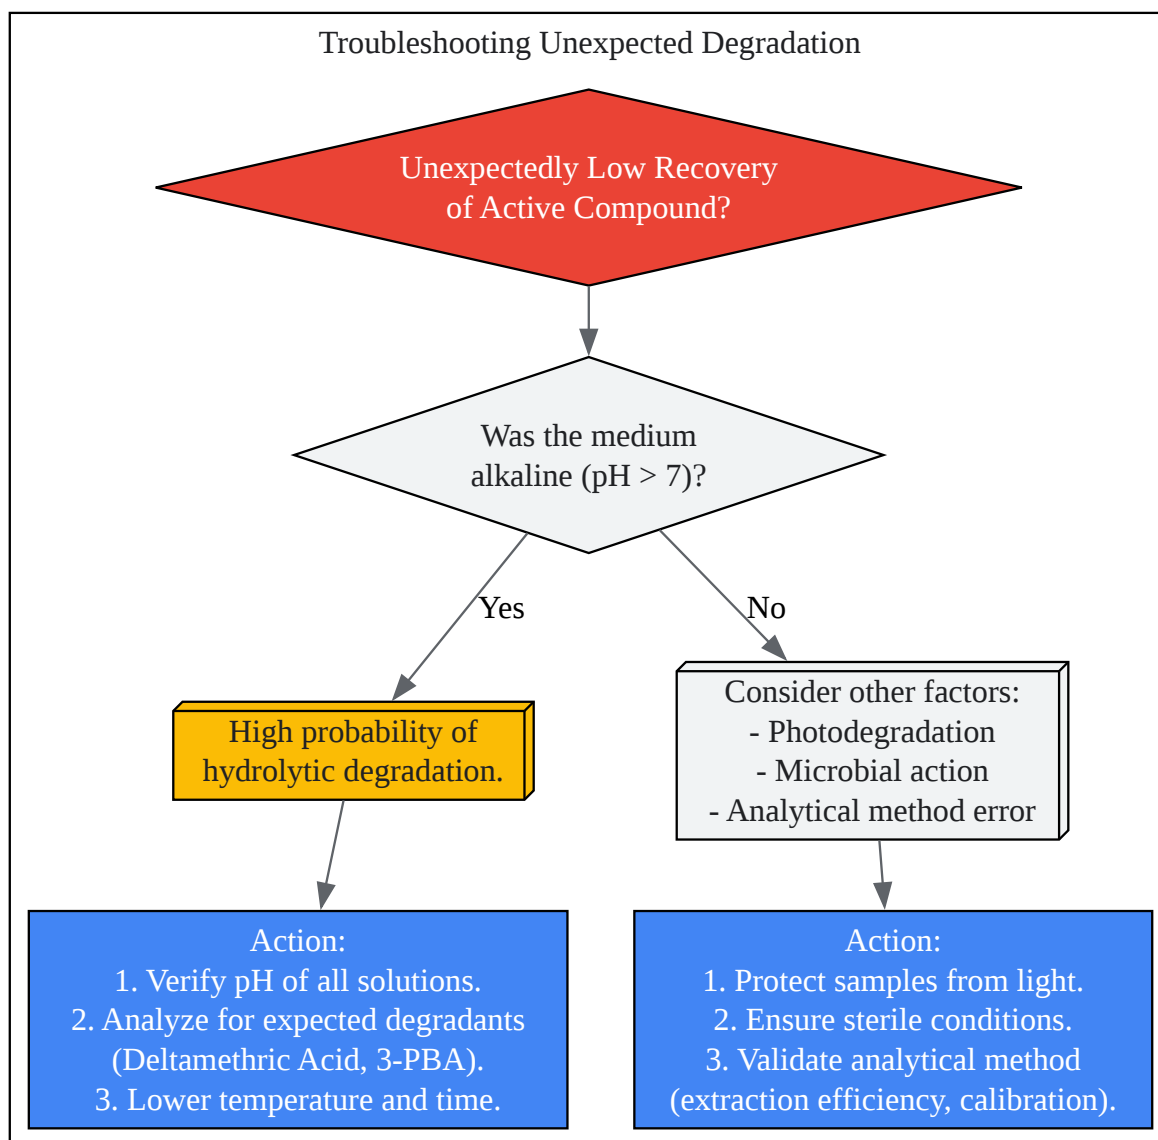 Troubleshooting Unexpected Degradation
Unexpectedly Low Recovery
of Active Compound?
Was the medium
alkaline (pH > 7)?
Yes
No
High probability of
hydrolytic degradation.
Consider other factors:
- Photodegradation
- Microbial action
- Analytical method error
Action:
1. Verify pH of all solutions.
2. Analyze for expected degradants
(Deltamethric Acid, 3-PBA).
3. Lower temperature and time.
Action:
1. Protect samples from light.
2. Ensure sterile conditions.
3. Validate analytical method
(extraction efficiency, calibration).